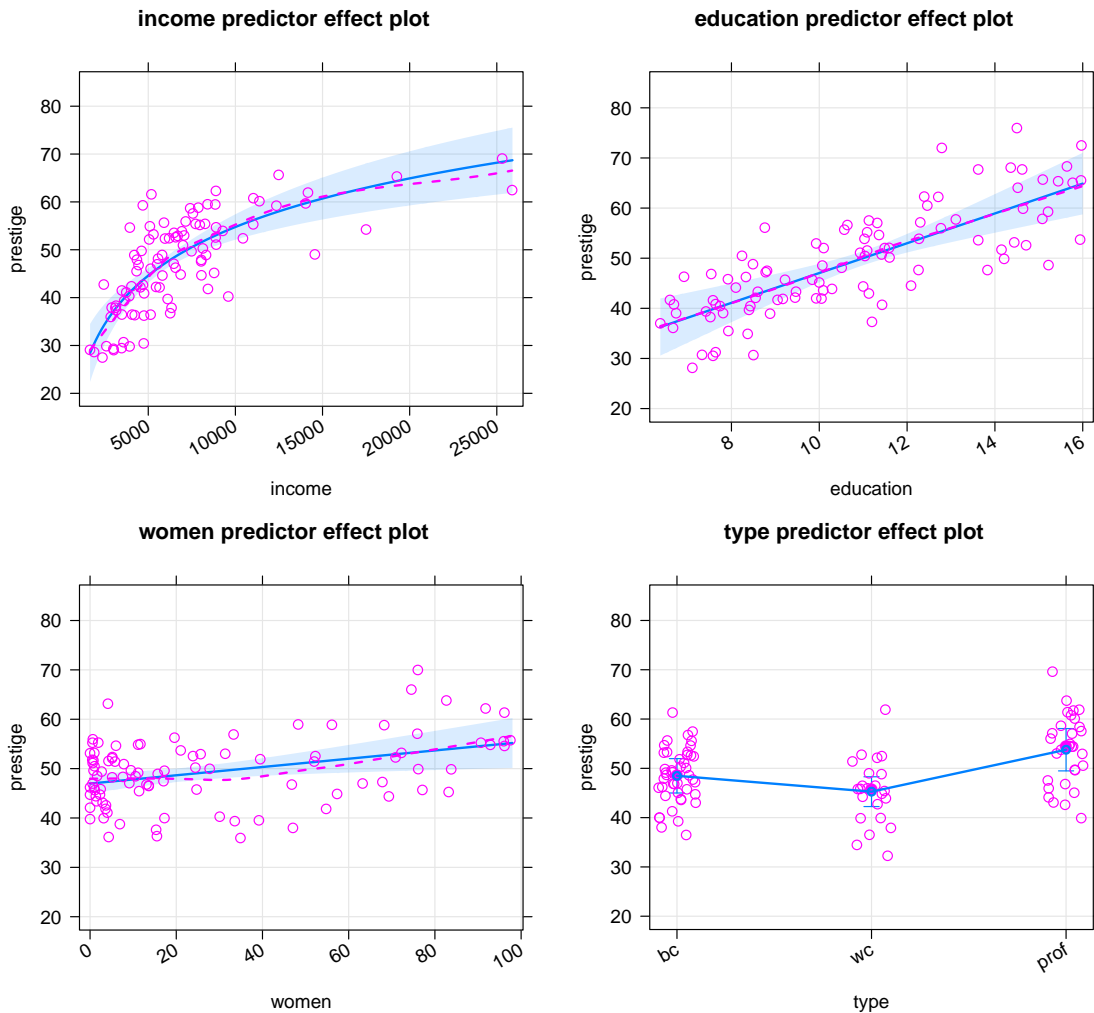 income predictor effect plot
prestige
80
70
60
50
40
30
20
5000
10000
15000
20000
25000
income
education predictor effect plot
prestige
80
70
60
50
40
30
20
8
10
12
14
16
education
women predictor effect plot
prestige
80
70
60
50
40
30
20
0
20
40
60
80
100
women
type predictor effect plot
prestige
80
70
60
50
40
30
20
bc
wc
prof
type